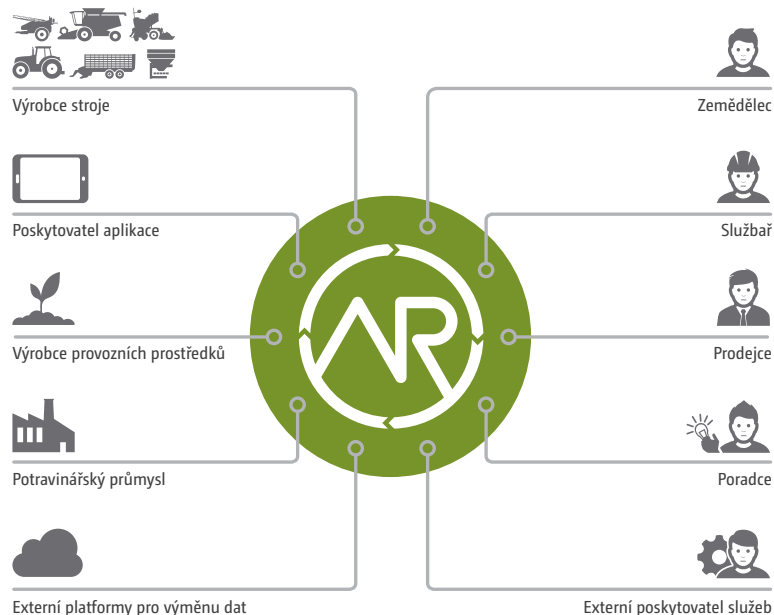 Výrobce stroje
Zemědělec
Poskytovatel aplikace
Službař
AR
Výrobce provozních prostředků
Prodejce
Potravinářský průmysl
Poradce
Externí platformy pro výměnu dat
Externí poskytovatel služeb